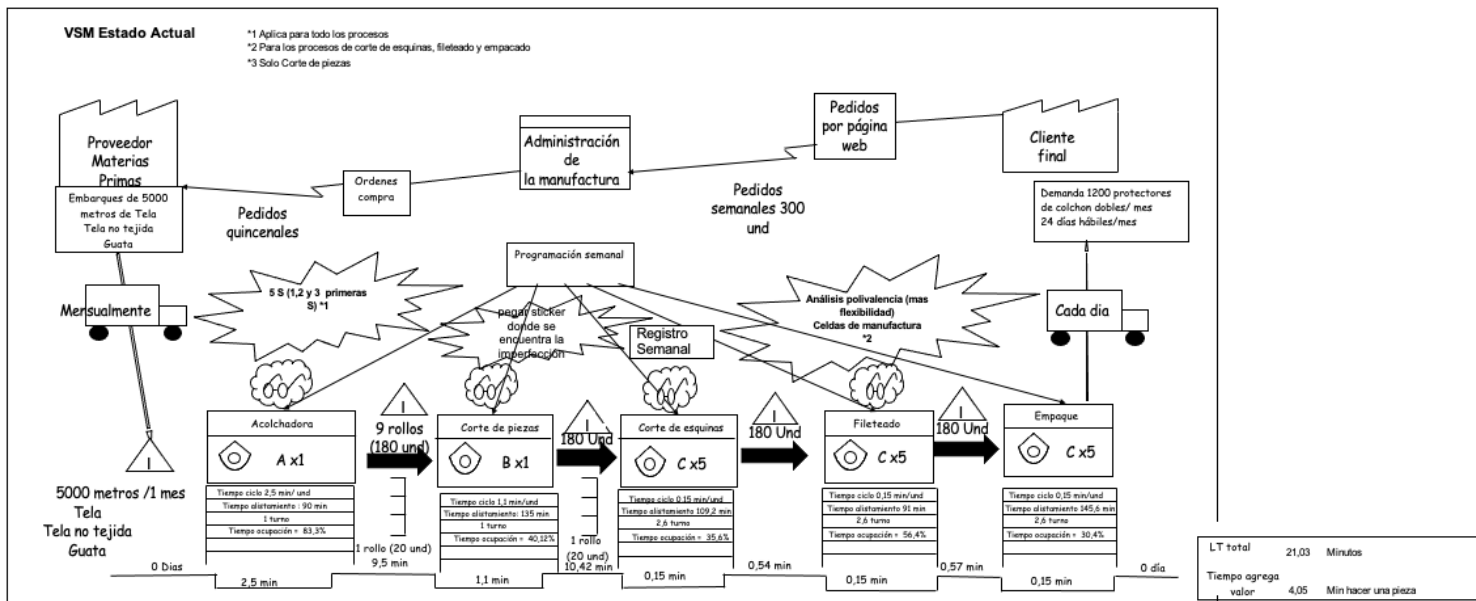 VSM Estado Actual
*1 Aplica para todo los procesos
*2 Para los procesos de corte de esquinas, fileteado y empacado
*3 Solo Corte de piezas
Proveedor
Materias
Primas
Embarques de 5000
metros de Tela
Tela no tejida
Guata
Pedidos
quincenales
Ordenes
compra
Administración
de
la manufactura
Pedidos
por página
web
Pedidos
semanales 300
und
Cliente
final
Demanda 1200 protectores
de colchon dobles/ mes
24 días hábiles/mes
Programación semanal
Mensualmente
5 S (1,2 y 3 primeras
S) *1
pegar sticker
donde se
encuentra la
imperfección
Registro
Semanal
Análisis polivalencia (mas
flexibilidad)
Celdas de manufactura
*2
Cada dia
I
5000 metros /1 mes
Tela
Tela no tejida
Guata
Acolchadora
A x1
Tiempo ciclo 2,5 min/ und
Tiempo alistamiento : 90 min
1 turno
Tiempo ocupación = 83,3%
I
9 rollos
(180 und)
1 rollo (20 und)
Corte de piezas
B x1
Tiempo ciclo 1,1 min/und
Tiempo alistamiento: 135 min
1 turno
Tiempo ocupación = 40,12%
I
180 Und
1 rollo
(20 und)
Corte de esquinas
C x5
Tiempo ciclo 0.15 min/und
Tiempo alistamiento 109,2 min
2,6 turno
Tiempo ocupación = 35,6%
I
180 Und
Fileteado
C x5
Tiempo ciclo 0,15 min/und
Tiempo alistamiento 91 min
2,6 turno
Tiempo ocupación = 56,4%
I
180 Und
Empaque
C x5
Tiempo ciclo 0,15 min/und
Tiempo alistamiento 145,6 min
2,6 turno
Tiempo ocupación = 30,4%
0 Dias
2,5 min
9,5 min
1,1 min
10,42 min
0,15 min
0,54 min
0,15 min
0,57 min
0,15 min
0 día
LT total 21,03 Minutos
Tiempo agrega
valor 4,05 Min hacer una pieza